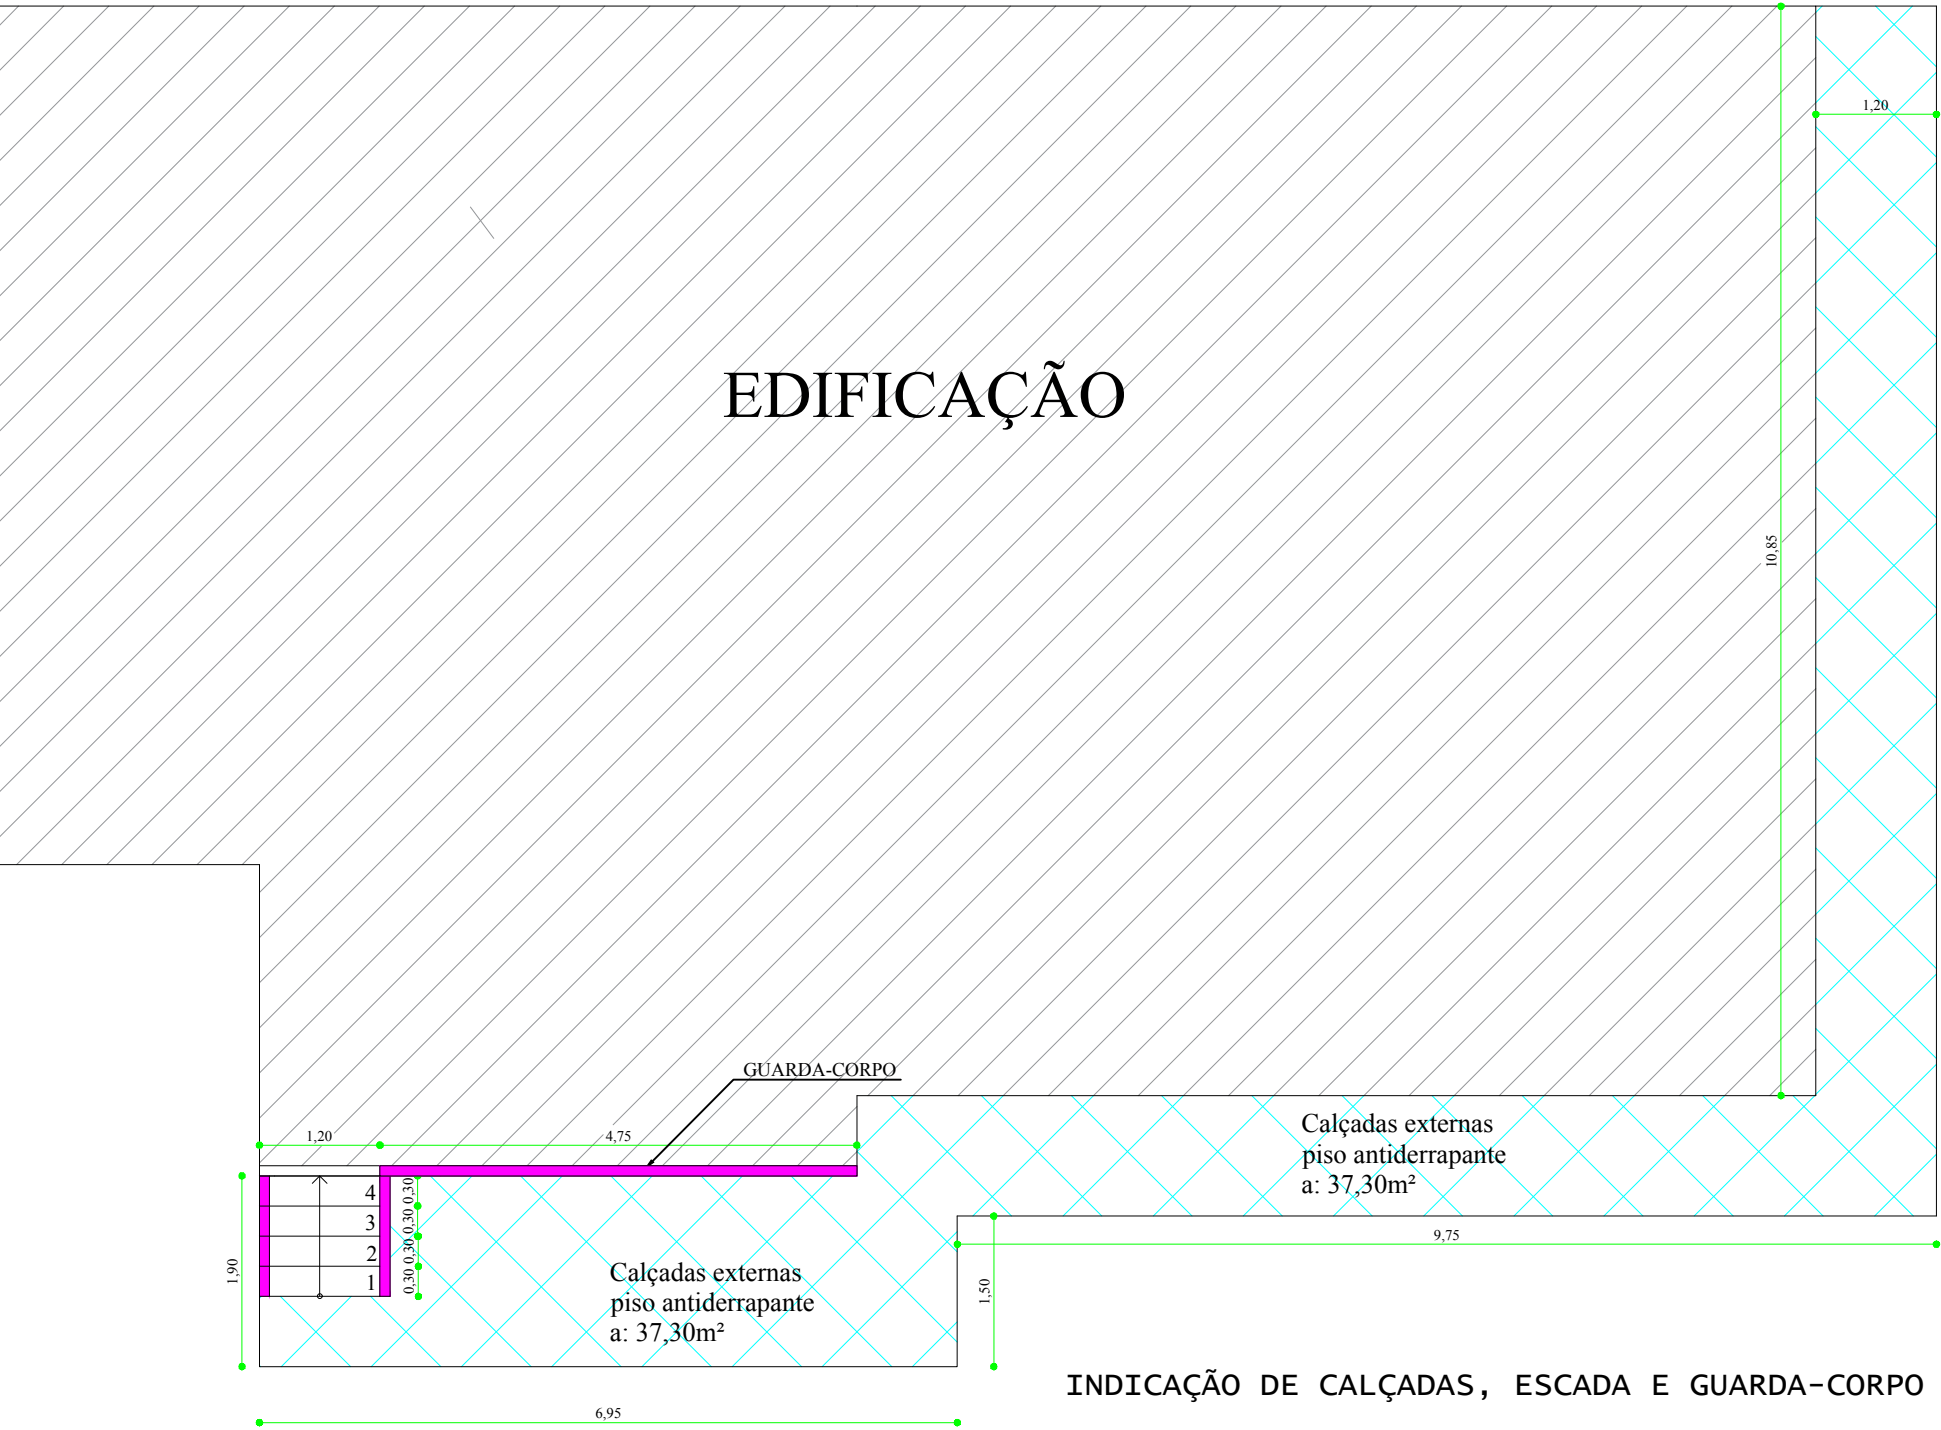 1,20
EDIFICAÇÃO
10,85
GUARDA-CORPO
1,20
4,75
Calçadas externas
piso antiderrapante
a: 37,30m²
4
3
2
1
0,30
0,30
0,30
0,30
1,90
Calçadas externas
piso antiderrapante
a: 37,30m²
9,75
1,50
INDICAÇÃO DE CALÇADAS, ESCADA E GUARDA-CORPO
6,95